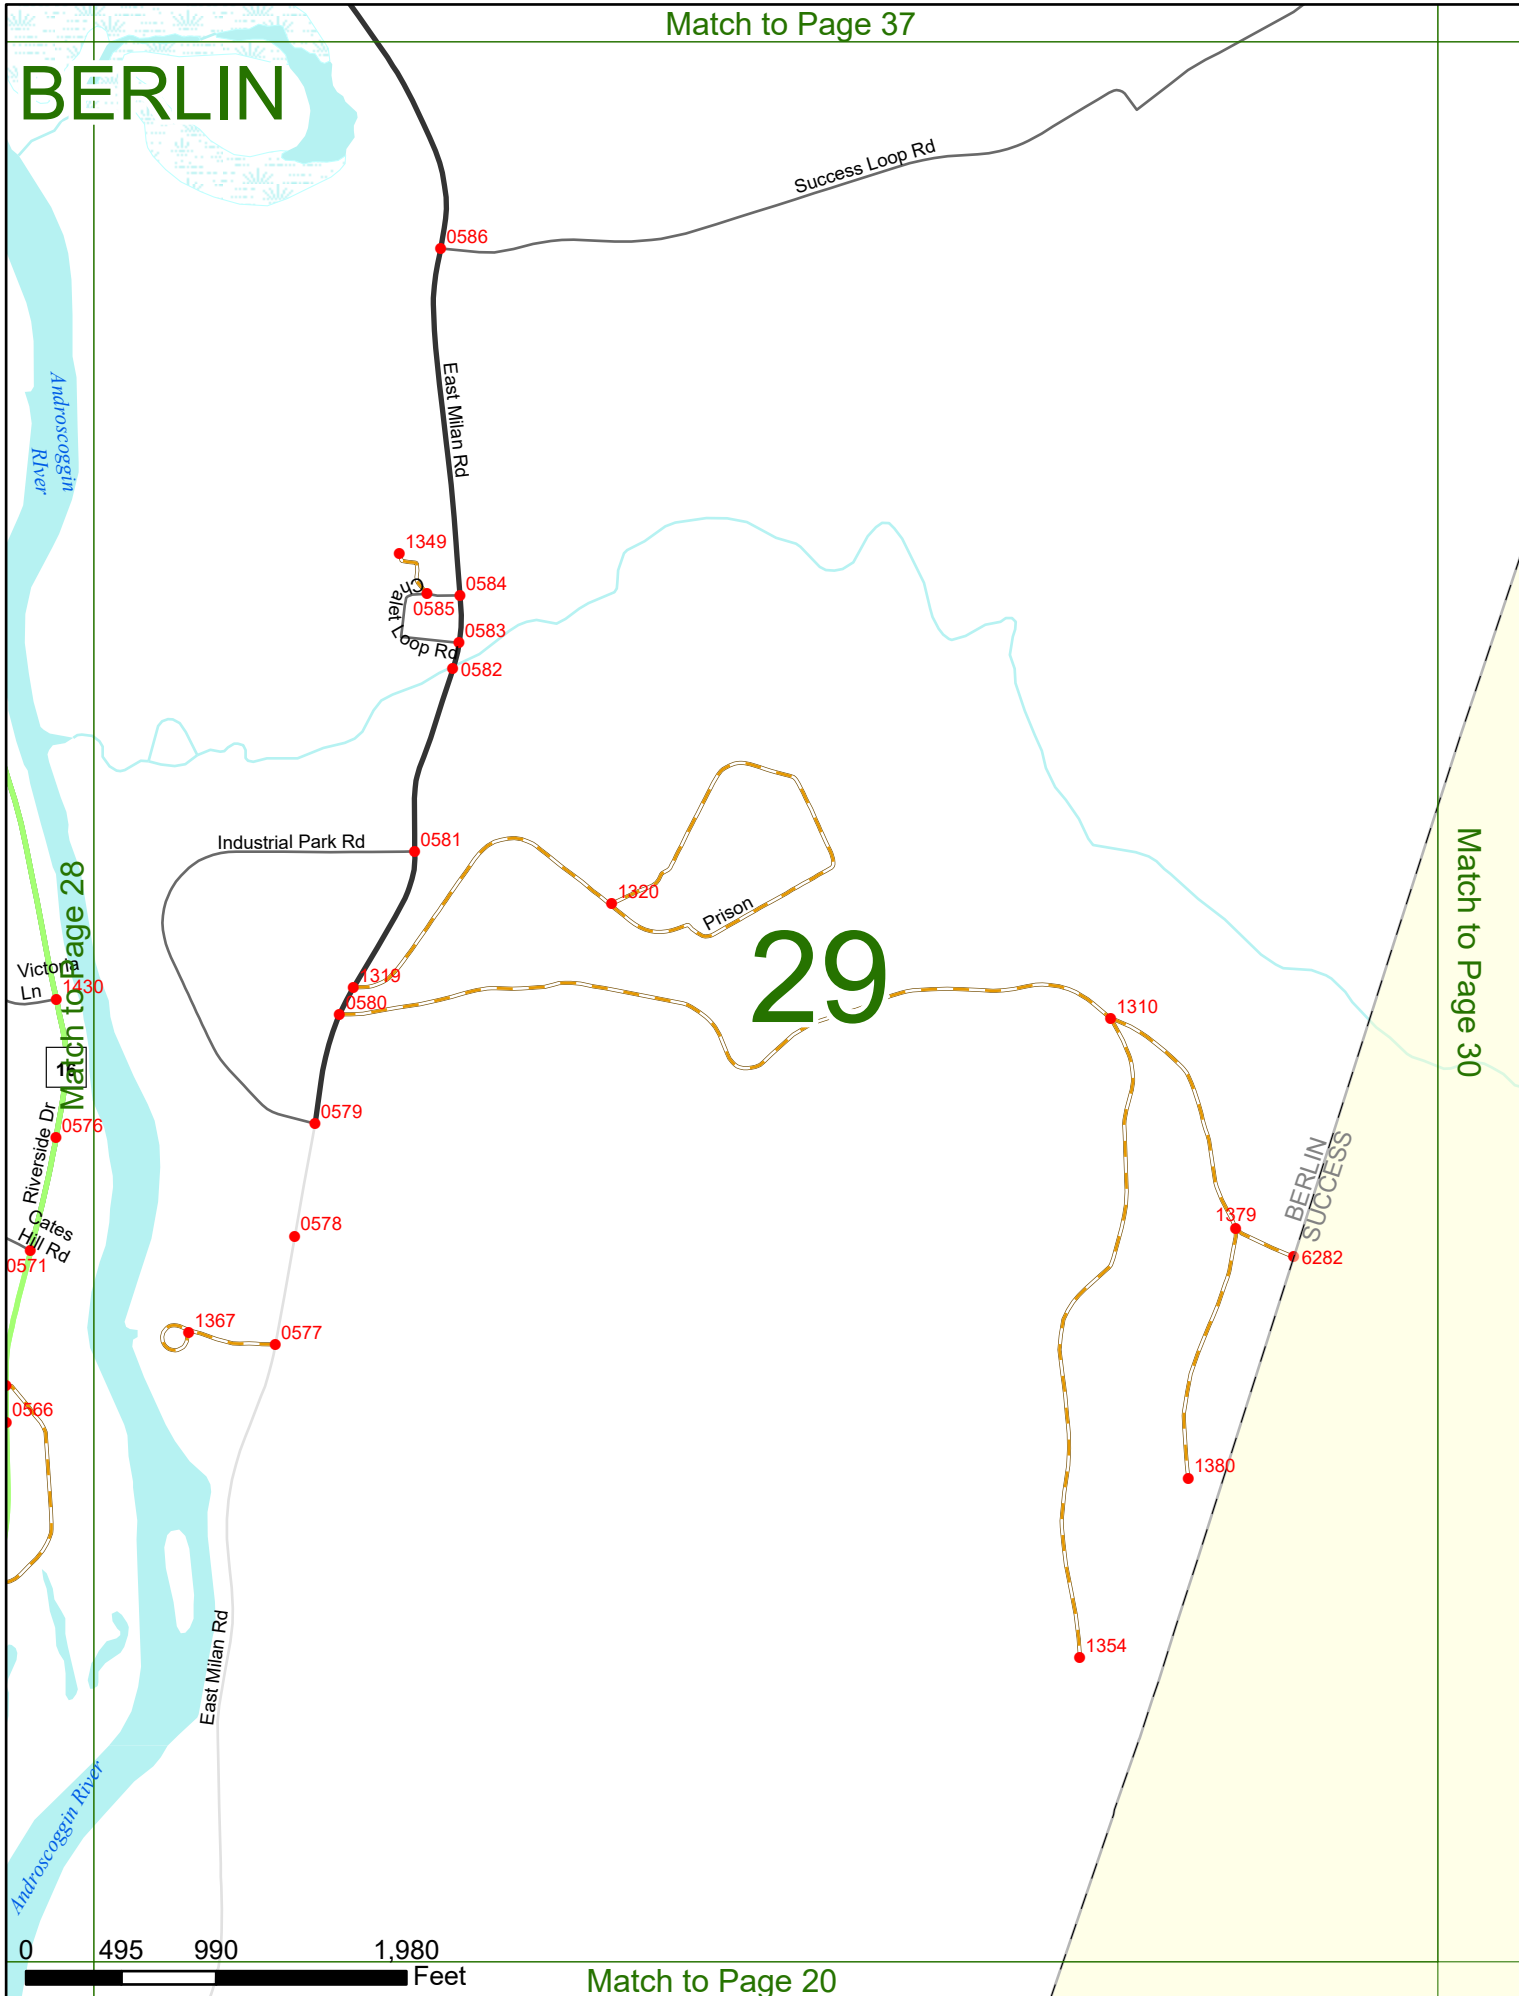 Match to Page 37
BERLIN
Success Loop Rd
0586
Androscoggin
RIver
East Milan Rd
1349
0584
Chalet Loop Rd
0585
0583
0582
Industrial Park Rd
0581
Match to Page 28
1320
Prison
29
Match to Page 30
Victoria
Ln
1430
1319
0580
1310
16
0579
Riverside Dr
0576
BERLIN
SUCCESS
Cates
Hill Rd
0578
1379
6282
0571
1367
0577
0566
1380
East Milan Rd
1354
Androscoggin River
0 495 990 1,980
Feet
Match to Page 20